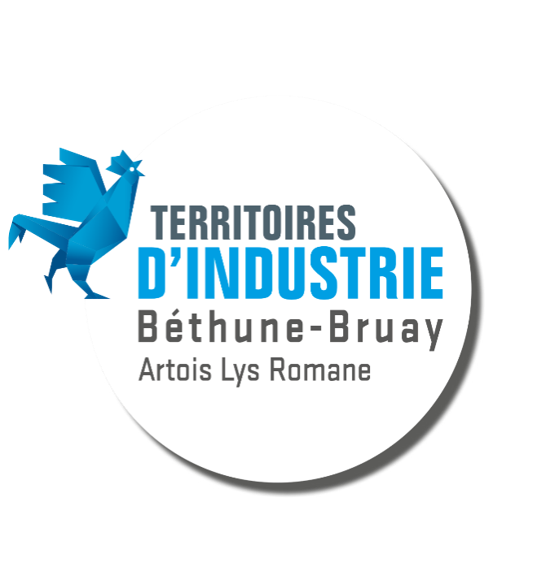 TERRITOIRES
D'INDUSTRIE
Béthune-Bruay
Artois Lys Romane